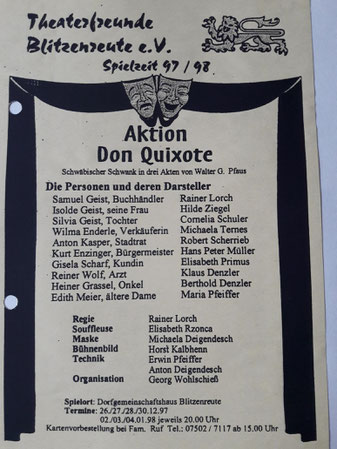 Theaterfreunde
Blitzenreute e.V.
Spielzeit 97/98
Aktion
Don Quixote
Schwäbischer Schwank in drei Akten von Walter G. Pfaus
Die Personen und deren Darsteller
Samuel Geist, Buchhändler Rainer Lorch
Isolde Geist, seine Frau Hilde Ziegel
Silvia Geist, Tochter Cornelia Schuler
Wilma Enderle, Verkäuferin Michaela Ternes
Anton Kasper, Stadtrat Robert Scherrieb
Kurt Enzinger, Bürgermeister Hans Peter Müller
Gisela Scharf, Kundin Elisabeth Primus
Reiner Wolf, Arzt Klaus Denzler
Heiner Grassel, Onkel Berthold Denzler
Edith Meier, ältere Dame Maria Pfeiffer
Regie Rainer Lorch
Souffleuse Elisabeth Rzonca
Maske Michaela Deigendesch
Bühnenbild Horst Kalbhenn
Technik Erwin Pfeiffer
Anton Deigendesch
Organisation Georg Wohlschieß
Spielort: Dorfgemeinschaftshaus Blitzenreute
Termine: 26./27./28./30.12.97
02./03./04.01.98 jeweils 20.00 Uhr
Kartenvorbestellung bei Fam. Ruf Tel.: 07502 / 7117 ab 15.00 Uhr